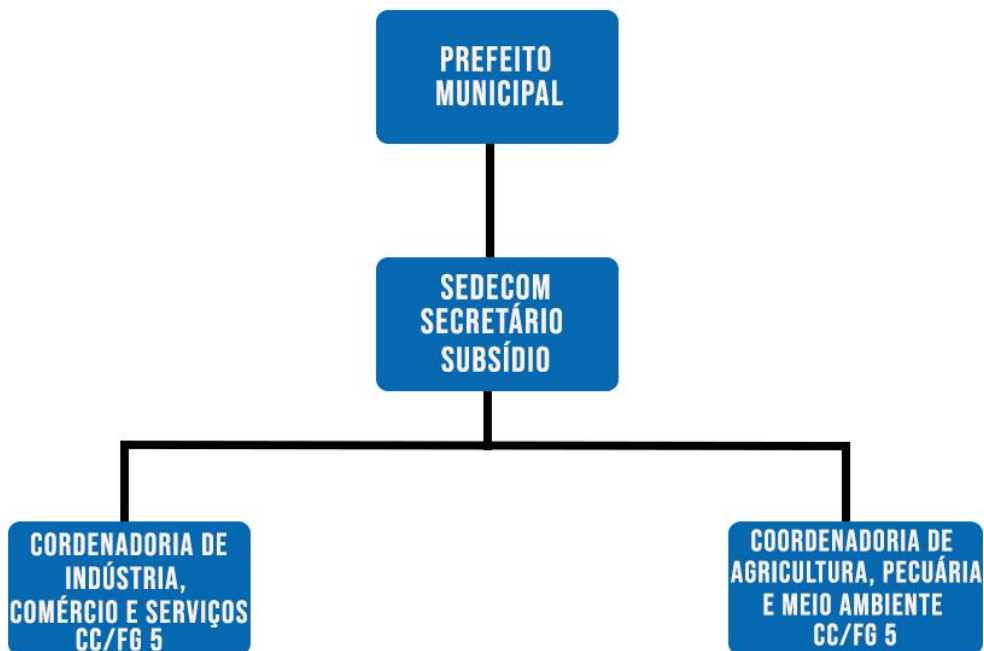 PREFEITO
MUNICIPAL
SEDECOM
SECRETÁRIO
SUBSÍDIO
CORDENADORIA DE
INDÚSTRIA,
COMÉRCIO E SERVIÇOS
CC/FG 5
COORDENADORIA DE
AGRICULTURA, PECUÁRIA
E MEIO AMBIENTE
CC/FG 5